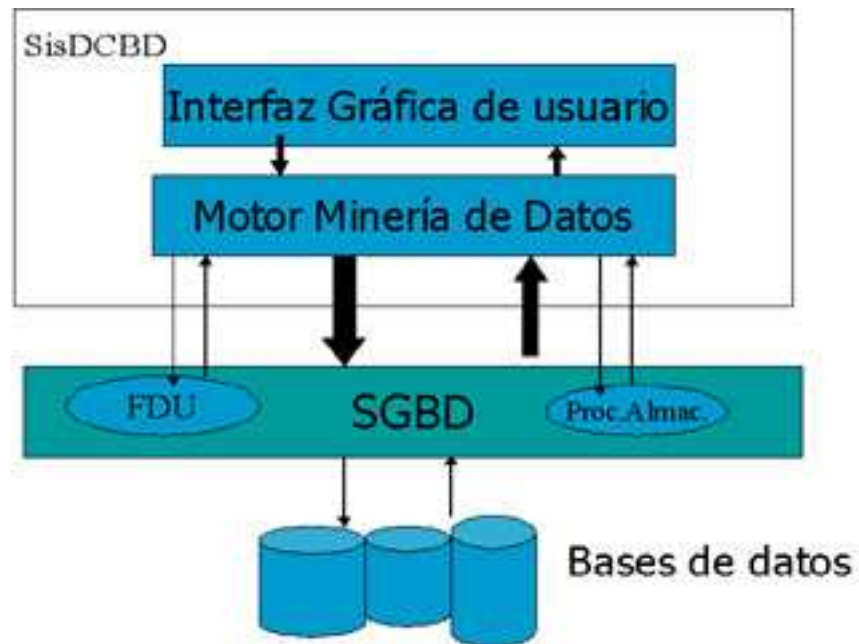 SisDCBD
Interfaz Gráfica de usuario
Motor Minería de Datos
FDU
SGBD
Proc.Almac.
Bases de datos